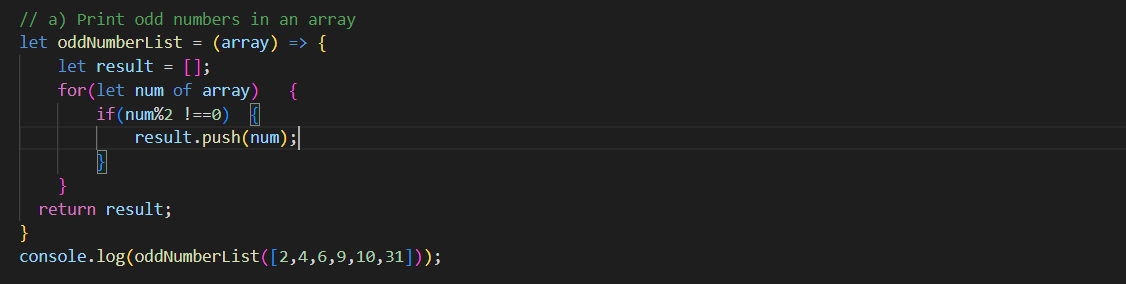 // a) Print odd numbers in an array
let oddNumberList = (array) => {
    let result = [];
    for(let num of array)   {
        if(num%2 !==0)  {
            result.push(num);
        }
    }
  return result;
}
console.log(oddNumberList([2,4,6,9,10,31]));